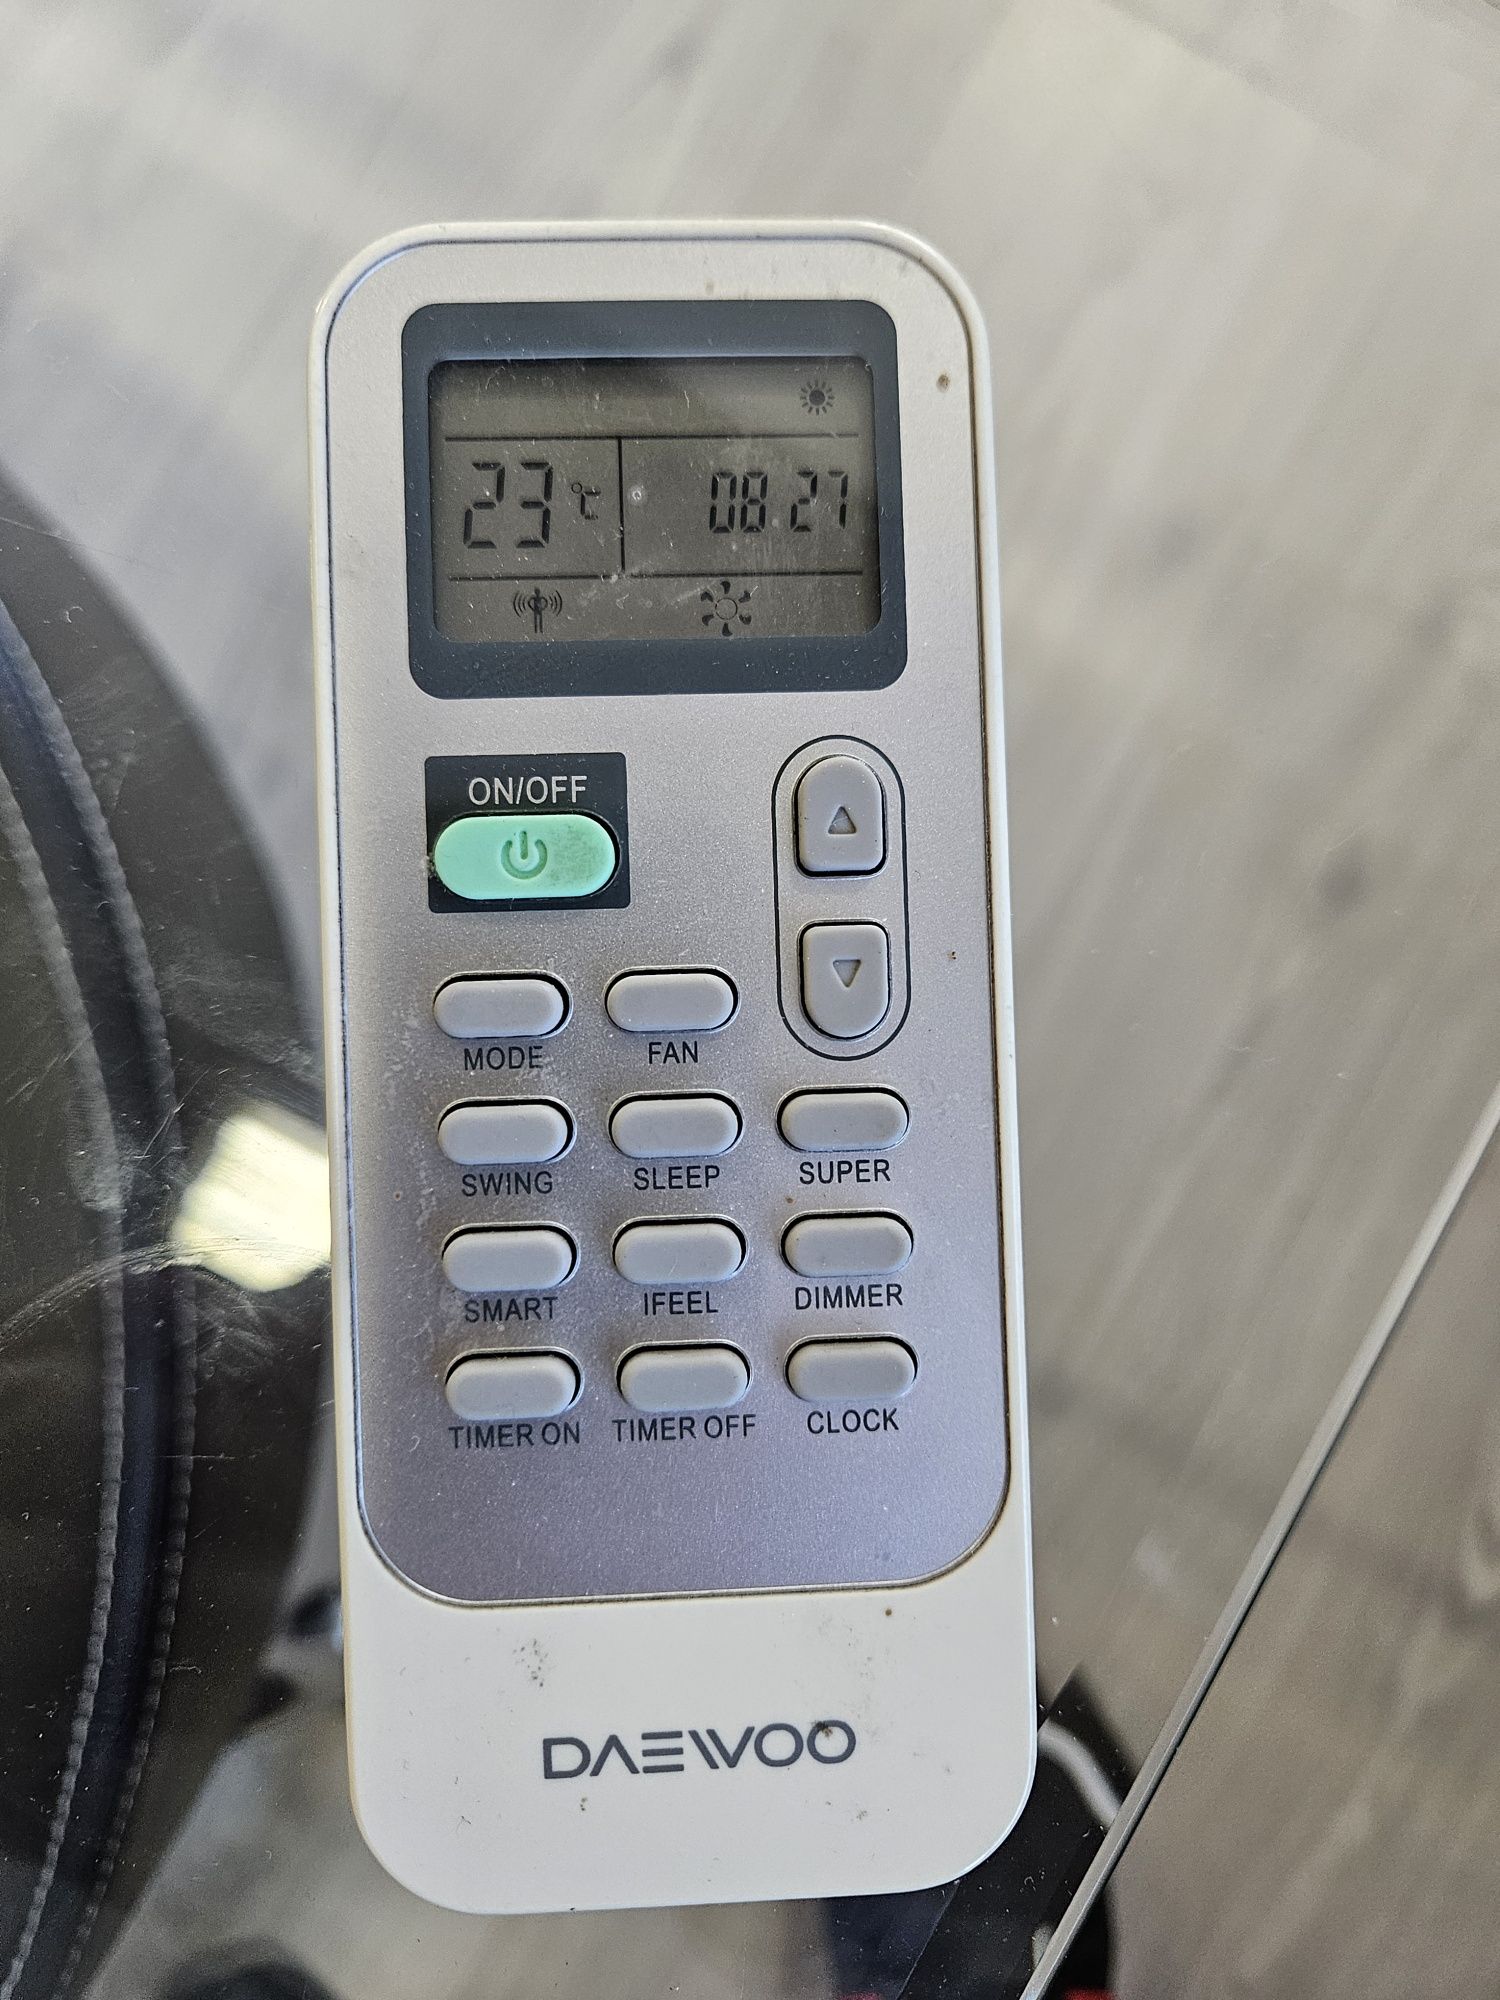 23 °C 08:27
ON/OFF
MODE FAN
SWING SLEEP SUPER
SMART IFEEL DIMMER
TIMER ON TIMER OFF CLOCK
DAEWOO